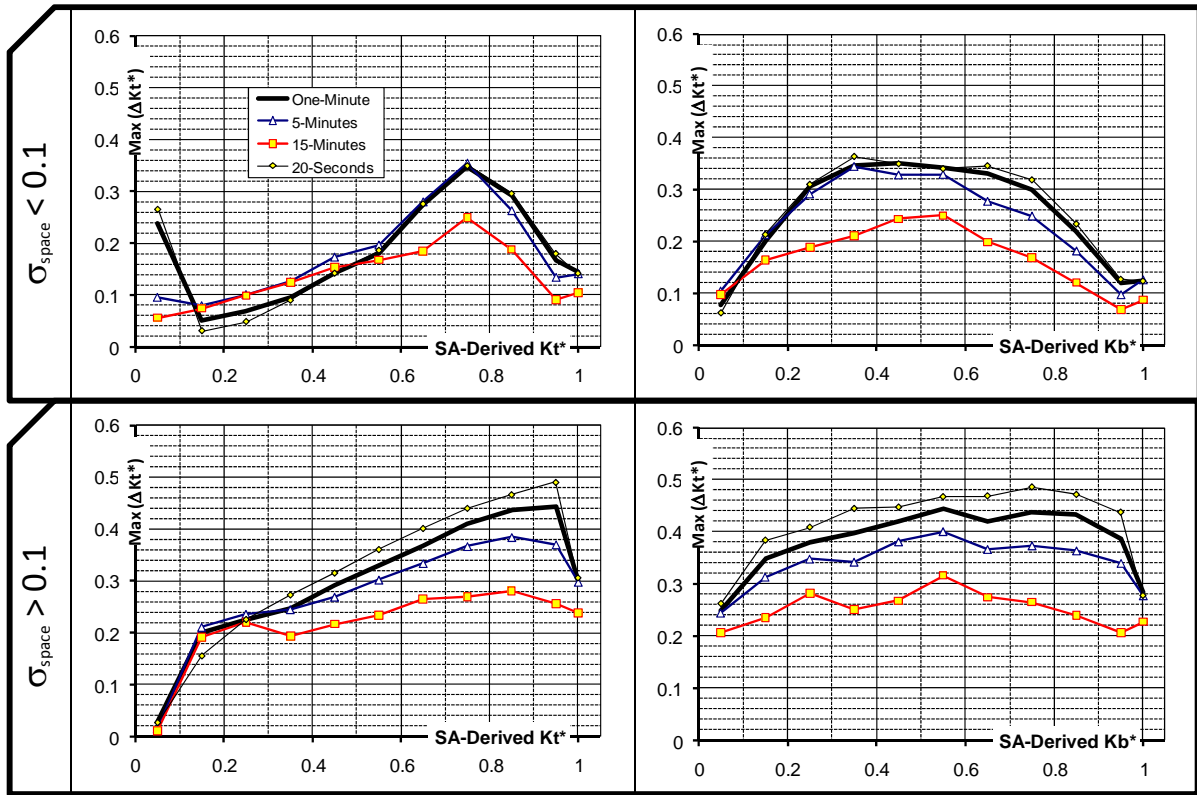 σspace < 0.1
0.6
0.5
0.4
0.3
0.2
0.1
0
Max (ΔKt*)
One-Minute
5-Minutes
15-Minutes
20-Seconds
SA-Derived Kt*
0 0.2 0.4 0.6 0.8 1
0.6
0.5
0.4
0.3
0.2
0.1
0
Max (ΔKt*)
SA-Derived Kb*
0 0.2 0.4 0.6 0.8 1
σspace > 0.1
0.6
0.5
0.4
0.3
0.2
0.1
0
Max (ΔKt*)
SA-Derived Kt*
0 0.2 0.4 0.6 0.8 1
0.6
0.5
0.4
0.3
0.2
0.1
0
Max (ΔKt*)
SA-Derived Kb*
0 0.2 0.4 0.6 0.8 1